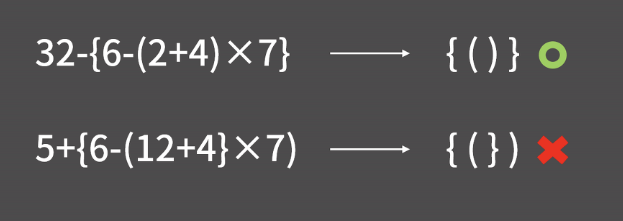 32-{6-(2+4)×7} → { ( ) }
5+{6-(12+4}×7) → { ( } )